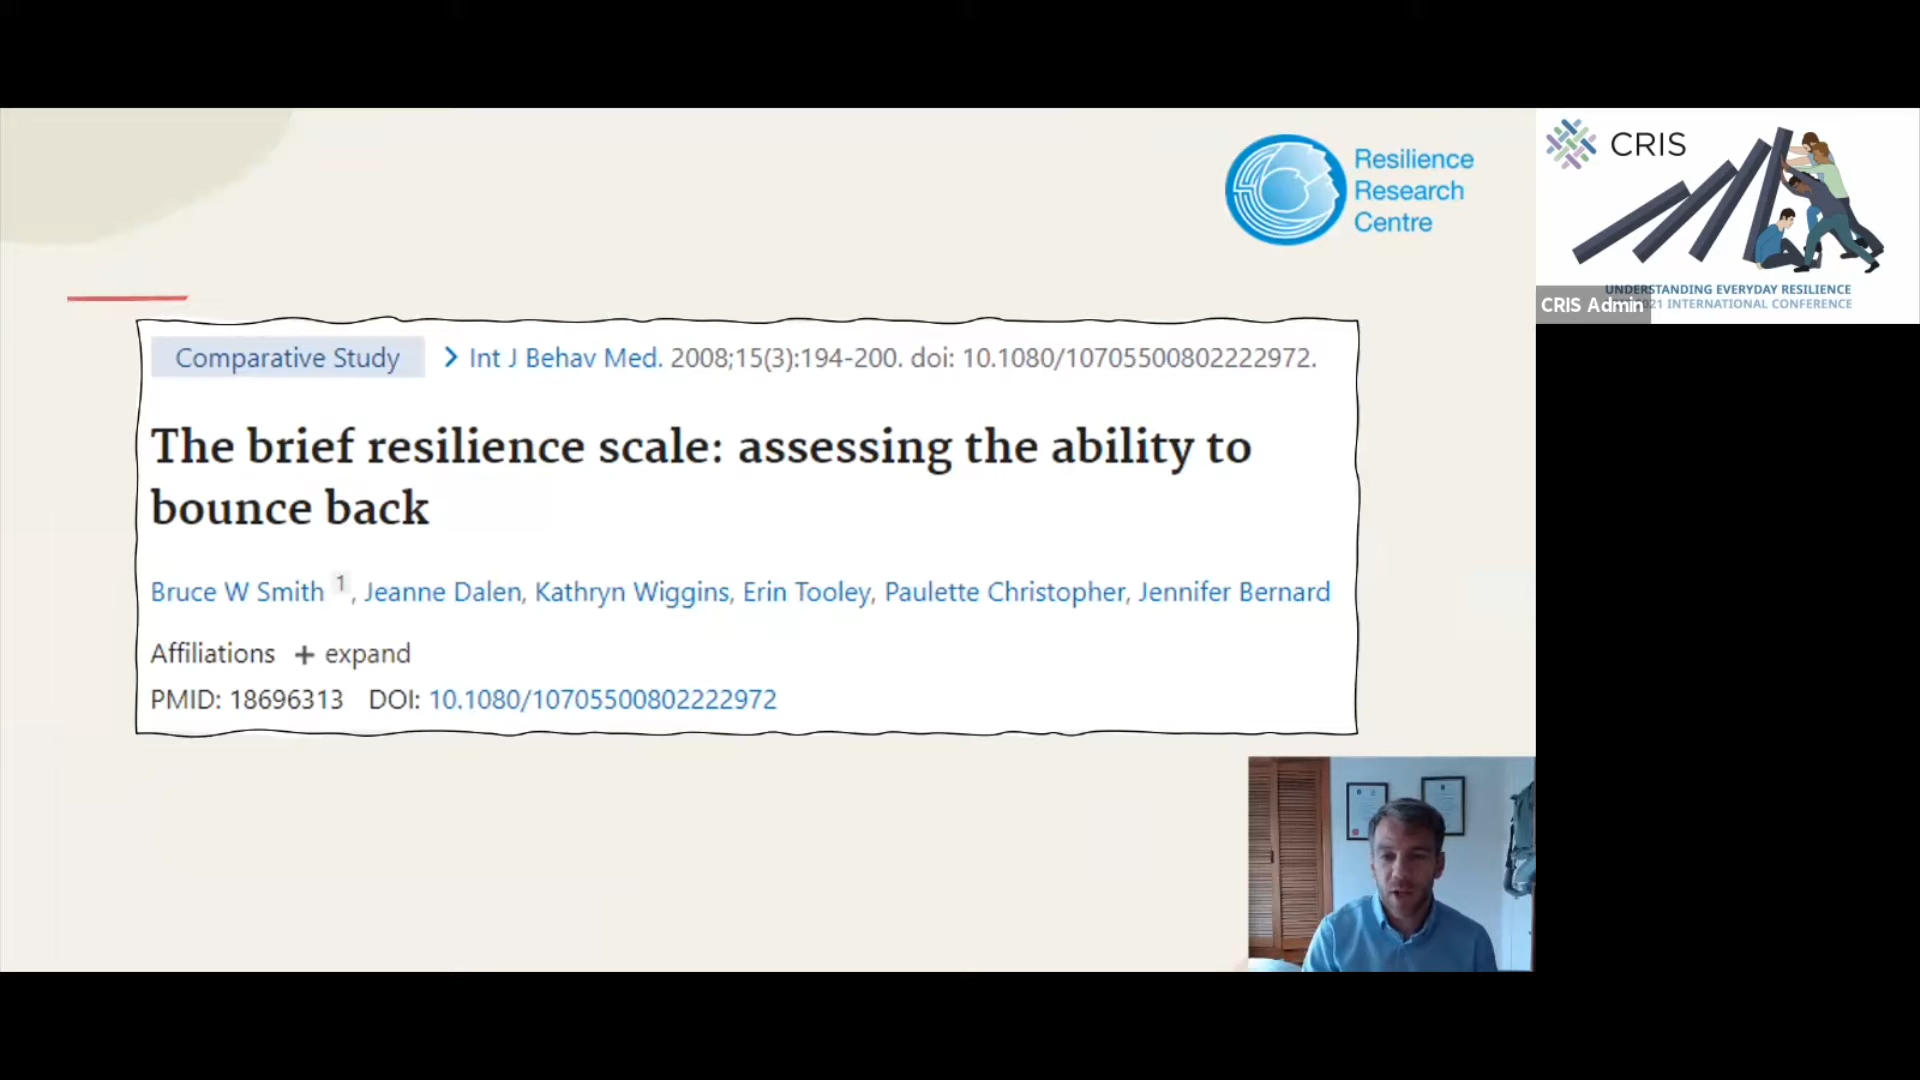 Resilience
Research
Centre
CRIS
UNDERSTANDING EVERYDAY RESILIENCE
21 INTERNATIONAL CONFERENCE
CRIS Admin
Comparative Study > Int J Behav Med. 2008;15(3):194-200. doi: 10.1080/10705500802222972.
The brief resilience scale: assessing the ability to
bounce back
Bruce W Smith 1, Jeanne Dalen, Kathryn Wiggins, Erin Tooley, Paulette Christopher, Jennifer Bernard
Affiliations + expand
PMID: 18696313 DOI: 10.1080/10705500802222972